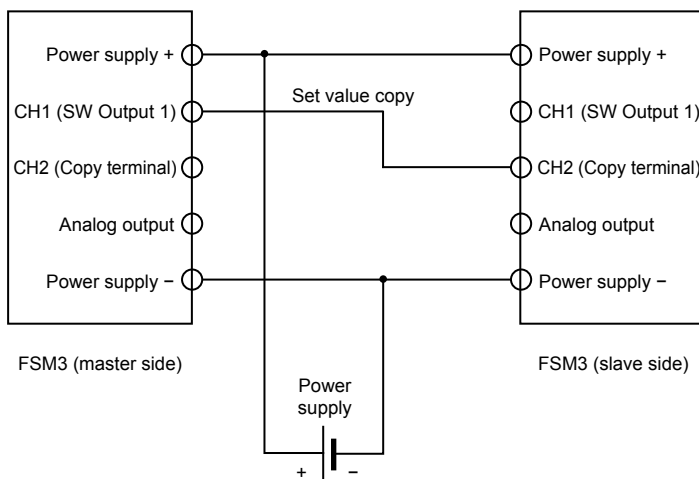 Power supply +
CH1 (SW Output 1)
CH2 (Copy terminal)
Analog output
Power supply −
FSM3 (master side)
Set value copy
Power
supply
+
−
Power supply +
CH1 (SW Output 1)
CH2 (Copy terminal)
Analog output
Power supply −
FSM3 (slave side)